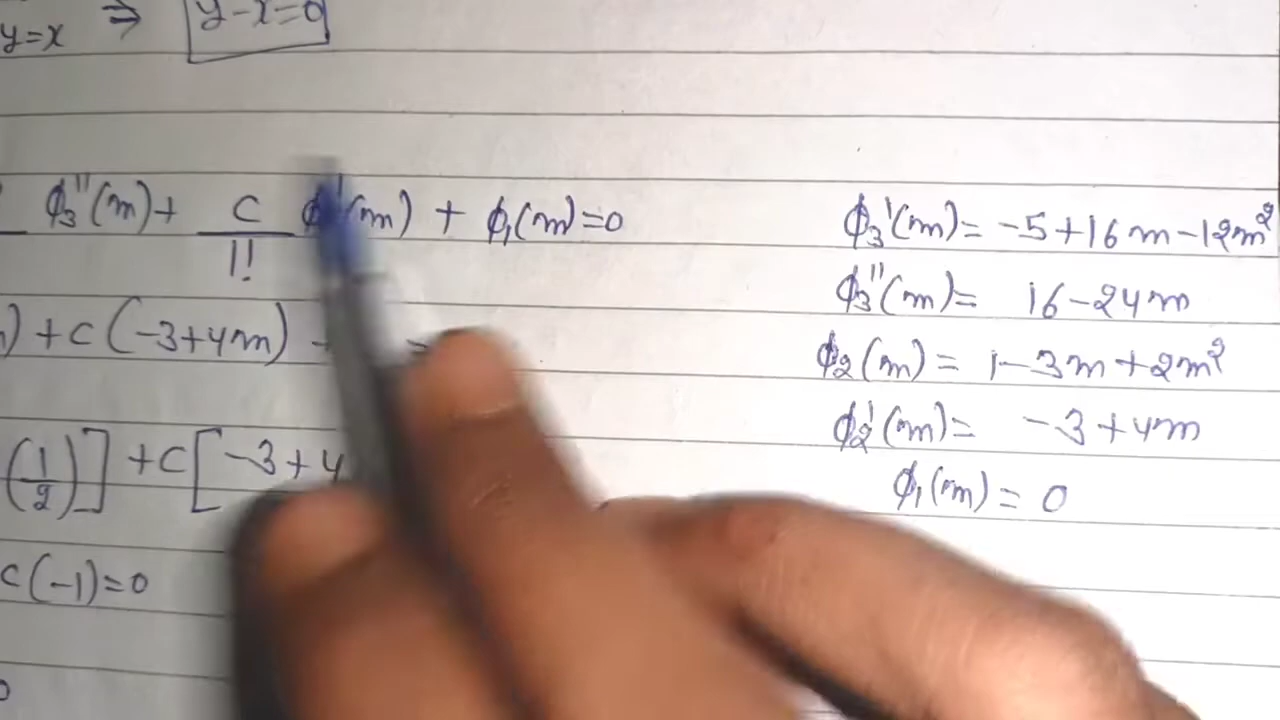 y=x ⇒ y-x=0
ϕ₃''(m)+ c/1! ϕ'(m) + ϕ₁(m)=0
) +c(-3+4m)
(1/2)] +c[-3+4
c(-1)=0
ϕ₃'(m)= -5+16m-12m²
ϕ₃''(m)= 16-24m
ϕ₂(m) = 1-3m+2m²
ϕ₂'(m)= -3+4m
ϕ₁(m)= 0